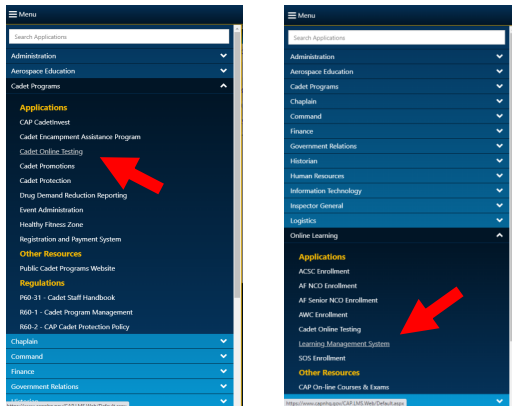 Menu
Search Applications
Administration
Aerospace Education
Cadet Programs
Applications
CAP CadetInvest
Cadet Encampment Assistance Program
Cadet Online Testing
Cadet Promotions
Cadet Protection
Drug Demand Reduction Reporting
Event Administration
Healthy Fitness Zone
Registration and Payment System
Other Resources
Public Cadet Programs Website
Regulations
P60-31 - Cadet Staff Handbook
R60-1 - Cadet Program Management
R60-2 - CAP Cadet Protection Policy
Chaplain
Command
Finance
Government Relations
Menu
Search Applications
Administration
Aerospace Education
Cadet Programs
Chaplain
Command
Finance
Government Relations
Historian
Human Resources
Information Technology
Inspector General
Logistics
Online Learning
Applications
ACSC Enrollment
AF NCO Enrollment
AF Senior NCO Enrollment
AWC Enrollment
Cadet Online Testing
Learning Management System
SOS Enrollment
Other Resources
CAP On-line Courses & Exams
https://www.capnhq.gov/CAP.LMS.Web/Default.aspx